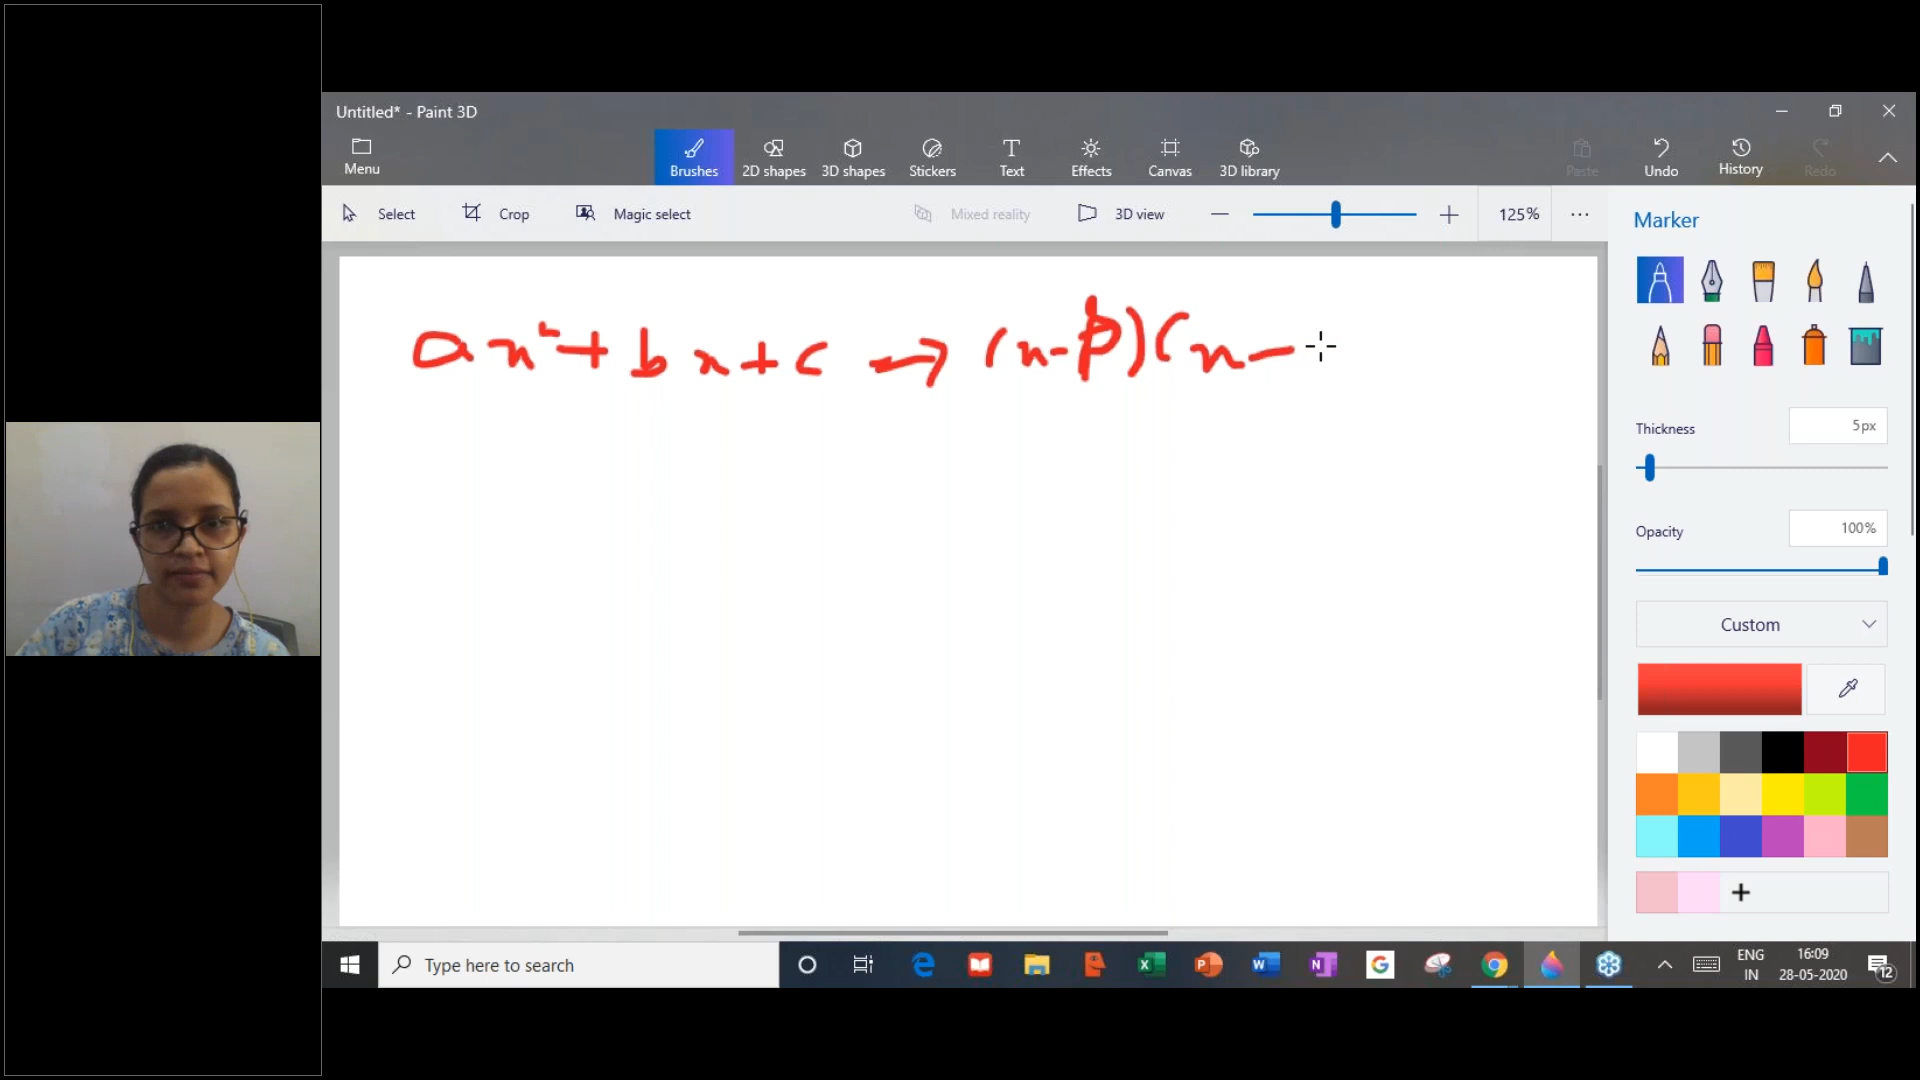 Untitled* - Paint 3D
Menu
Brushes
2D shapes
3D shapes
Stickers
Text
Effects
Canvas
3D library
Paste
Undo
History
Redo
Select
Crop
Magic select
Mixed reality
3D view
125%
Marker
ax²+bx+c → (x-β)(x-
Thickness
5px
Opacity
100%
Custom
Type here to search
ENG
IN
16:09
28-05-2020
12